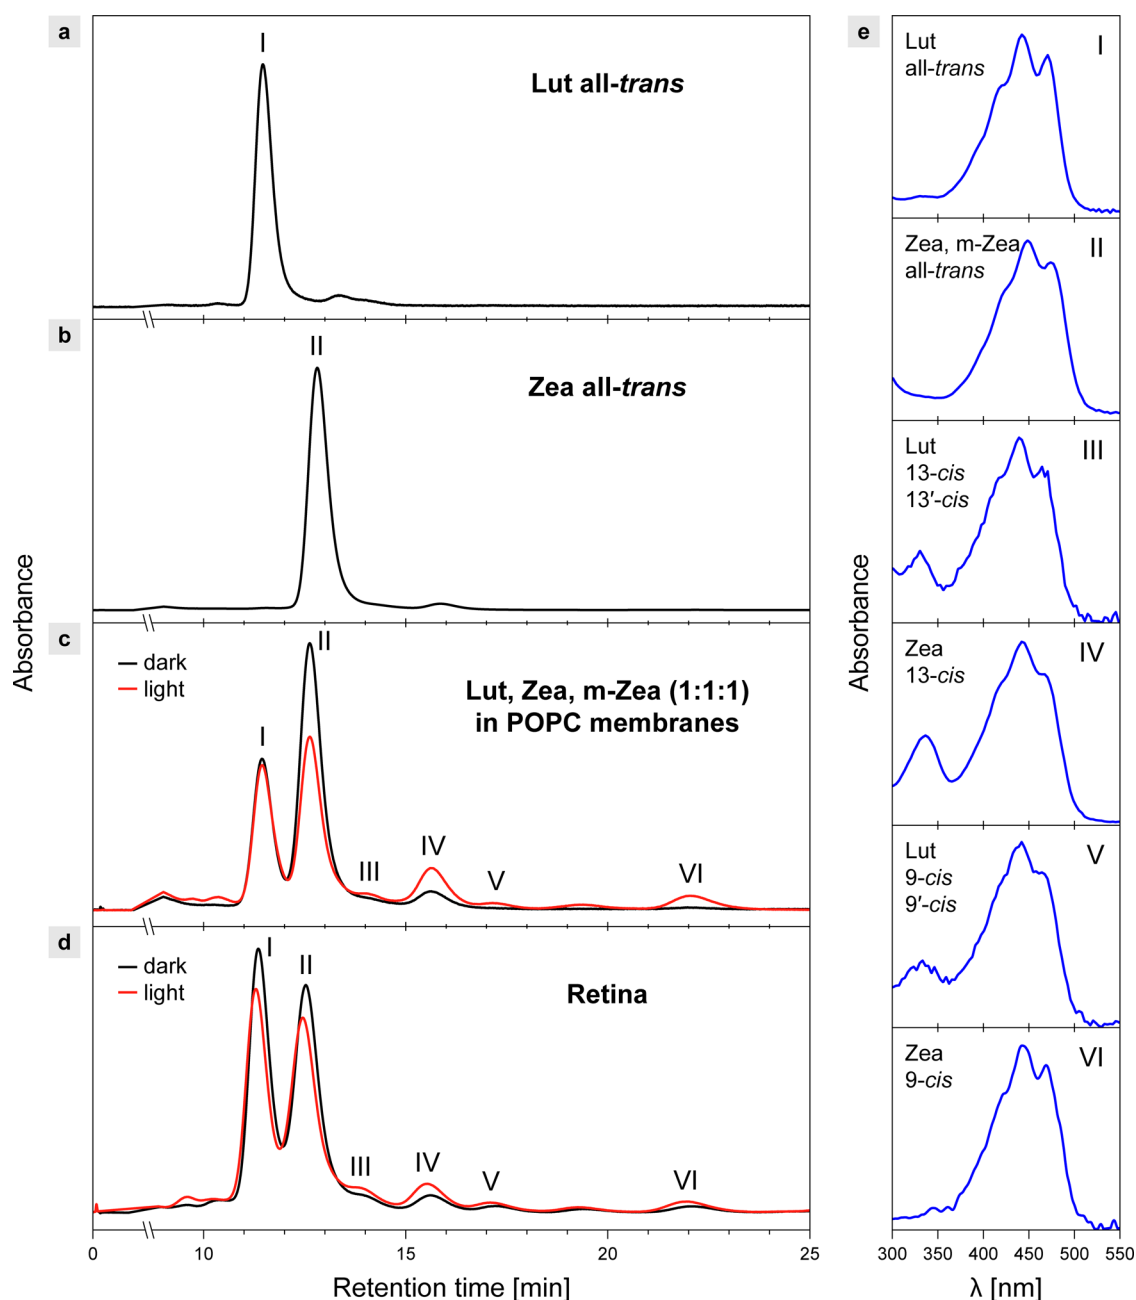 a
I
Lut all-trans
b
II
Zea all-trans
c
dark
light
I
II
III
IV
V
VI
Lut, Zea, m-Zea (1:1:1)
in POPC membranes
d
dark
light
I
II
III
IV
V
VI
Retina
0
10
15
20
25
Retention time [min]
Absorbance
e
Lut
all-trans
I
Zea, m-Zea
all-trans
II
Lut
13-cis
13′-cis
III
Zea
13-cis
IV
Lut
9-cis
9′-cis
V
Zea
9-cis
VI
300
350
400
450
500
550
λ [nm]
Absorbance